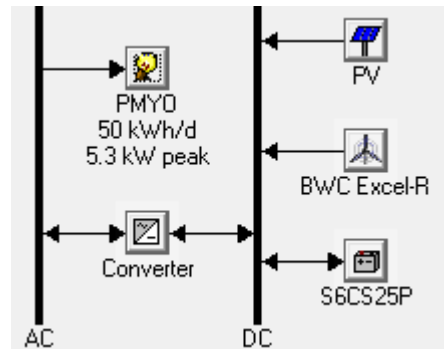 PV
PMYO
50 kWh/d
5.3 kW peak
BWC Excel-R
Converter
S6CS25P
AC
DC